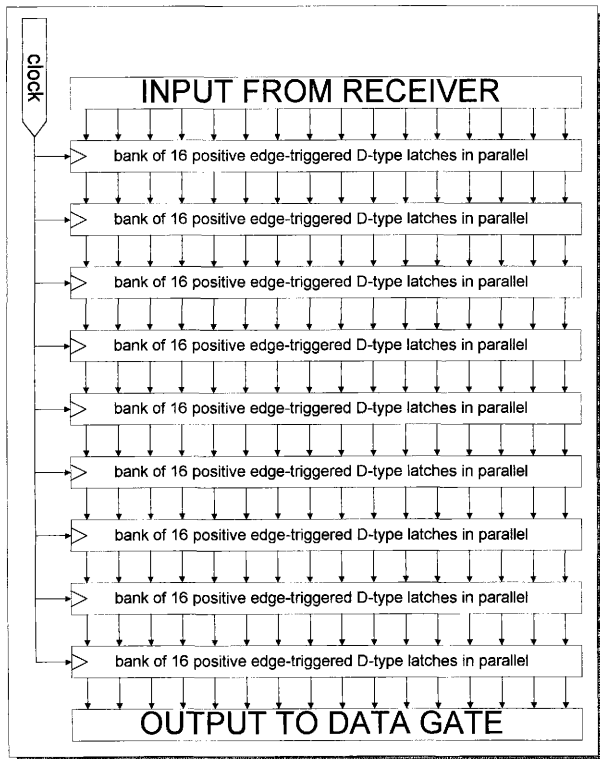 clock
INPUT FROM RECEIVER
bank of 16 positive edge-triggered D-type latches in parallel
bank of 16 positive edge-triggered D-type latches in parallel
bank of 16 positive edge-triggered D-type latches in parallel
bank of 16 positive edge-triggered D-type latches in parallel
bank of 16 positive edge-triggered D-type latches in parallel
bank of 16 positive edge-triggered D-type latches in parallel
bank of 16 positive edge-triggered D-type latches in parallel
bank of 16 positive edge-triggered D-type latches in parallel
bank of 16 positive edge-triggered D-type latches in parallel
OUTPUT TO DATA GATE